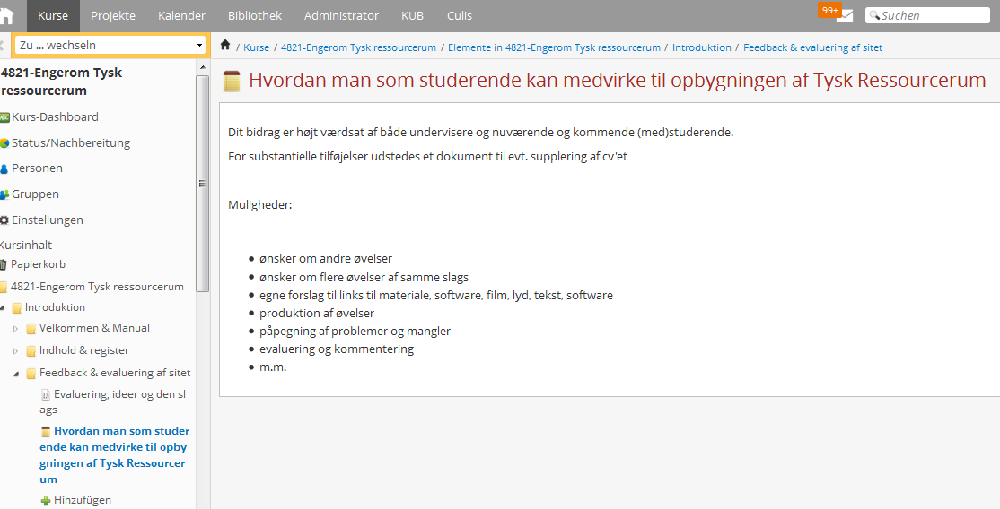 Kurse Projekte Kalender Bibliothek Administrator KUB Culis 99+ Suchen
Zu ... wechseln
/ Kurse / 4821-Engerom Tysk ressourcerum / Elemente in 4821-Engerom Tysk ressourcerum / Introduktion / Feedback & evaluering af sitet
4821-Engerom Tysk
ressourcerum
Kurs-Dashboard
Status/Nachbereitung
Personen
Gruppen
Einstellungen
Kursinhalt
Papierkorb
4821-Engerom Tysk ressourcerum
Introduktion
Velkommen & Manual
Indhold & register
Feedback & evaluering af sitet
Evaluering, ideer og den sl
ags
Hvordan man som studer
ende kan medvirke til opby
gningen af Tysk Ressourcer
um
Hinzufügen
Hvordan man som studerende kan medvirke til opbygningen af Tysk Ressourcerum
Dit bidrag er højt værdsat af både undervisere og nuværende og kommende (med)studerende.
For substantielle tilføjelser udstedes et dokument til evt. supplering af cv'et
Muligheder:
• ønsker om andre øvelser
• ønsker om flere øvelser af samme slags
• egne forslag til links til materiale, software, film, lyd, tekst, software
• produktion af øvelser
• påpegning af problemer og mangler
• evaluering og kommentering
• m.m.